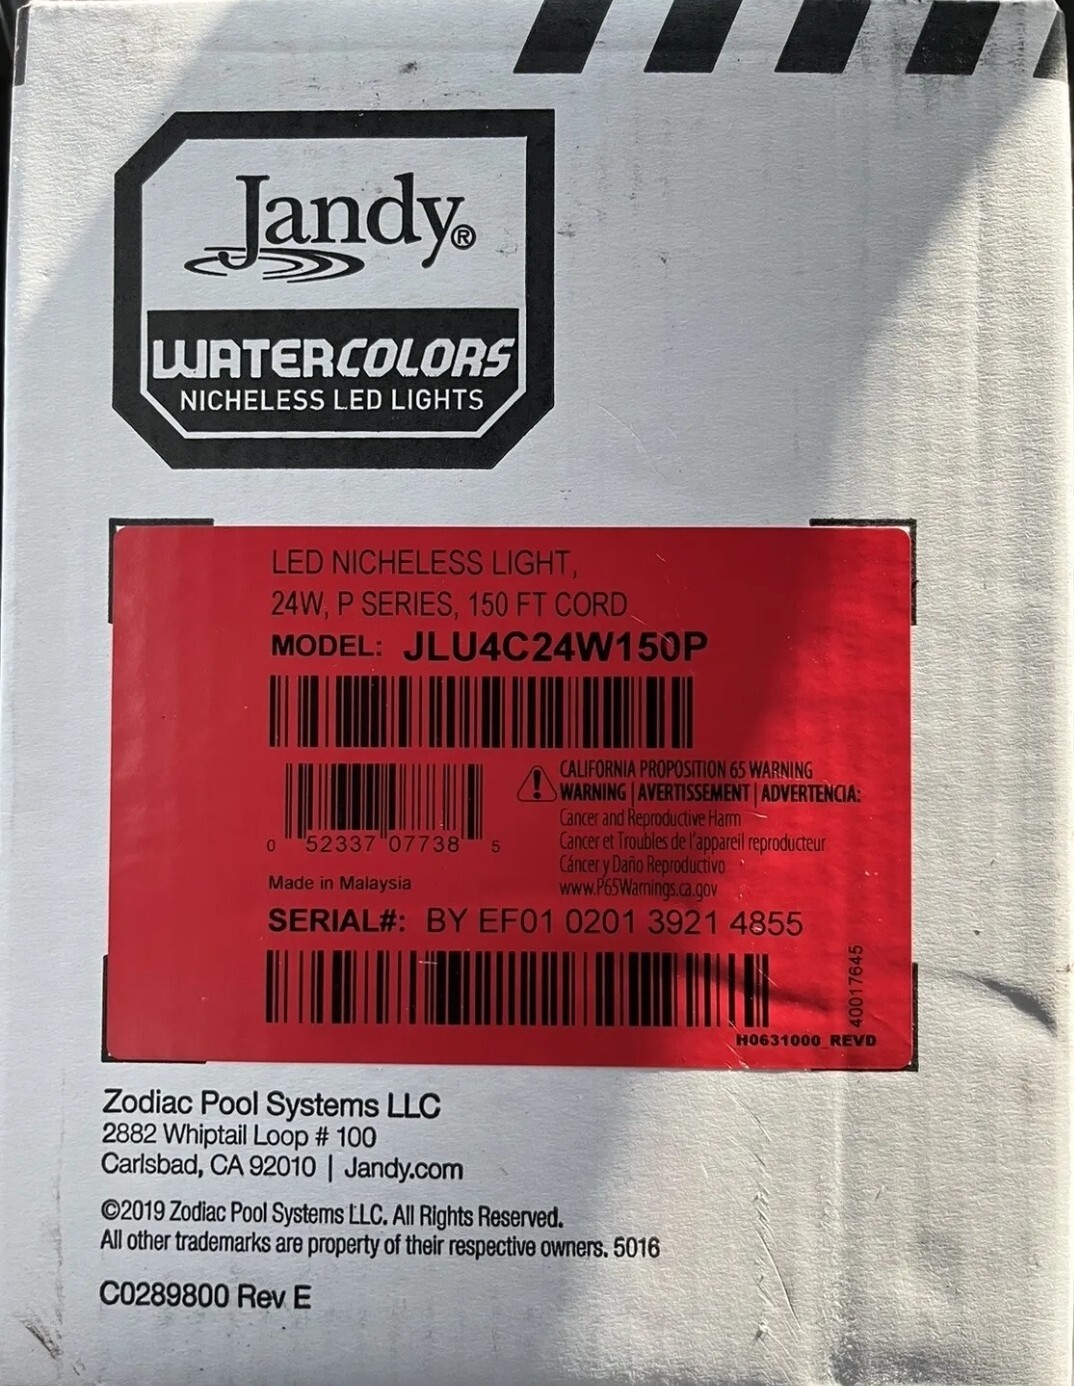 Jandy®
WATERCOLORS
NICHELESS LED LIGHTS
LED NICHELESS LIGHT,
24W, P SERIES, 150 FT CORD
MODEL: JLU4C24W150P
CALIFORNIA PROPOSITION 65 WARNING
WARNING | AVERTISSEMENT | ADVERTENCIA:
Cancer and Reproductive Harm
Cancer et Troubles de l'appareil reproducteur
Cáncer y Daño Reproductivo
www.P65Warnings.ca.gov
0 52337 07738 5
Made in Malaysia
SERIAL#: BY EF01 0201 3921 4855
40017645
H0631000_REVD
Zodiac Pool Systems LLC
2882 Whiptail Loop # 100
Carlsbad, CA 92010 | Jandy.com
©2019 Zodiac Pool Systems LLC. All Rights Reserved.
All other trademarks are property of their respective owners. 5016
C0289800 Rev E